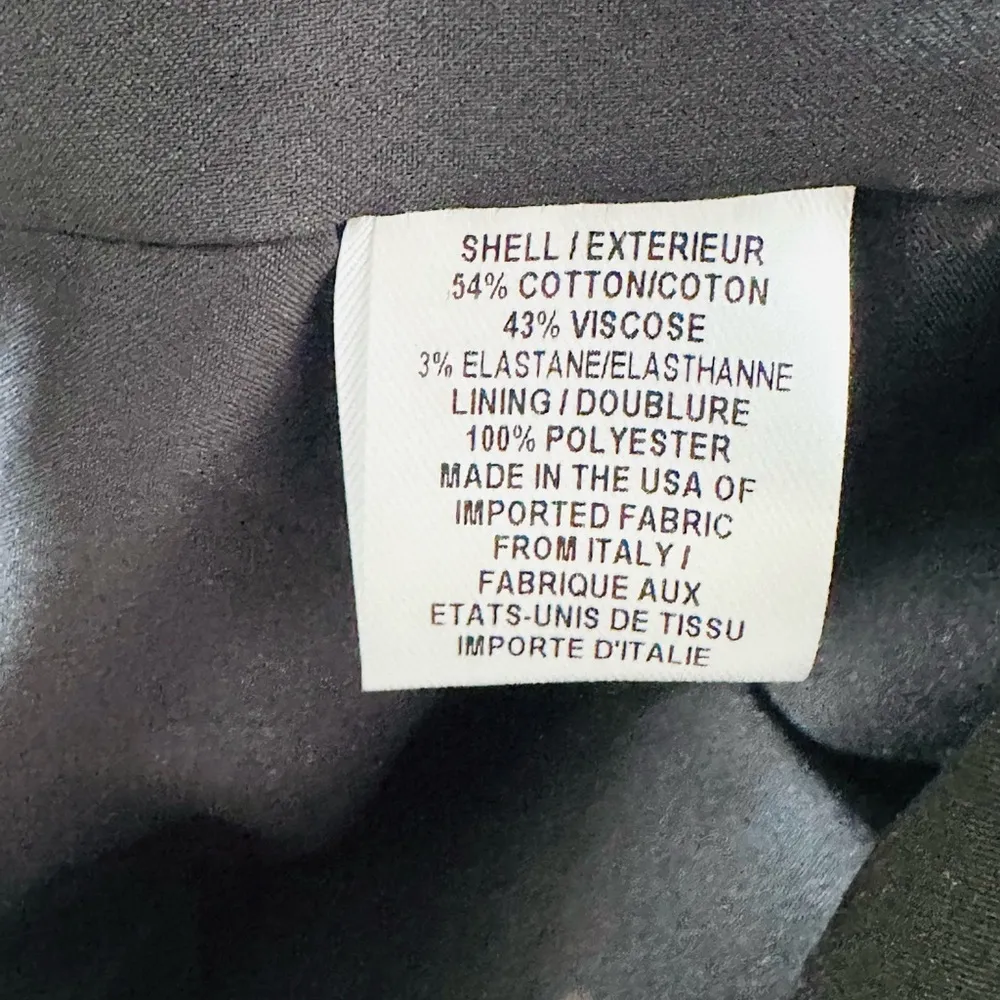 SHELL / EXTERIEUR
54% COTTON/COTON
43% VISCOSE
3% ELASTANE/ELASTHANNE
LINING / DOUBLURE
100% POLYESTER
MADE IN THE USA OF
IMPORTED FABRIC
FROM ITALY /
FABRIQUE AUX
ETATS-UNIS DE TISSU
IMPORTE D'ITALIE